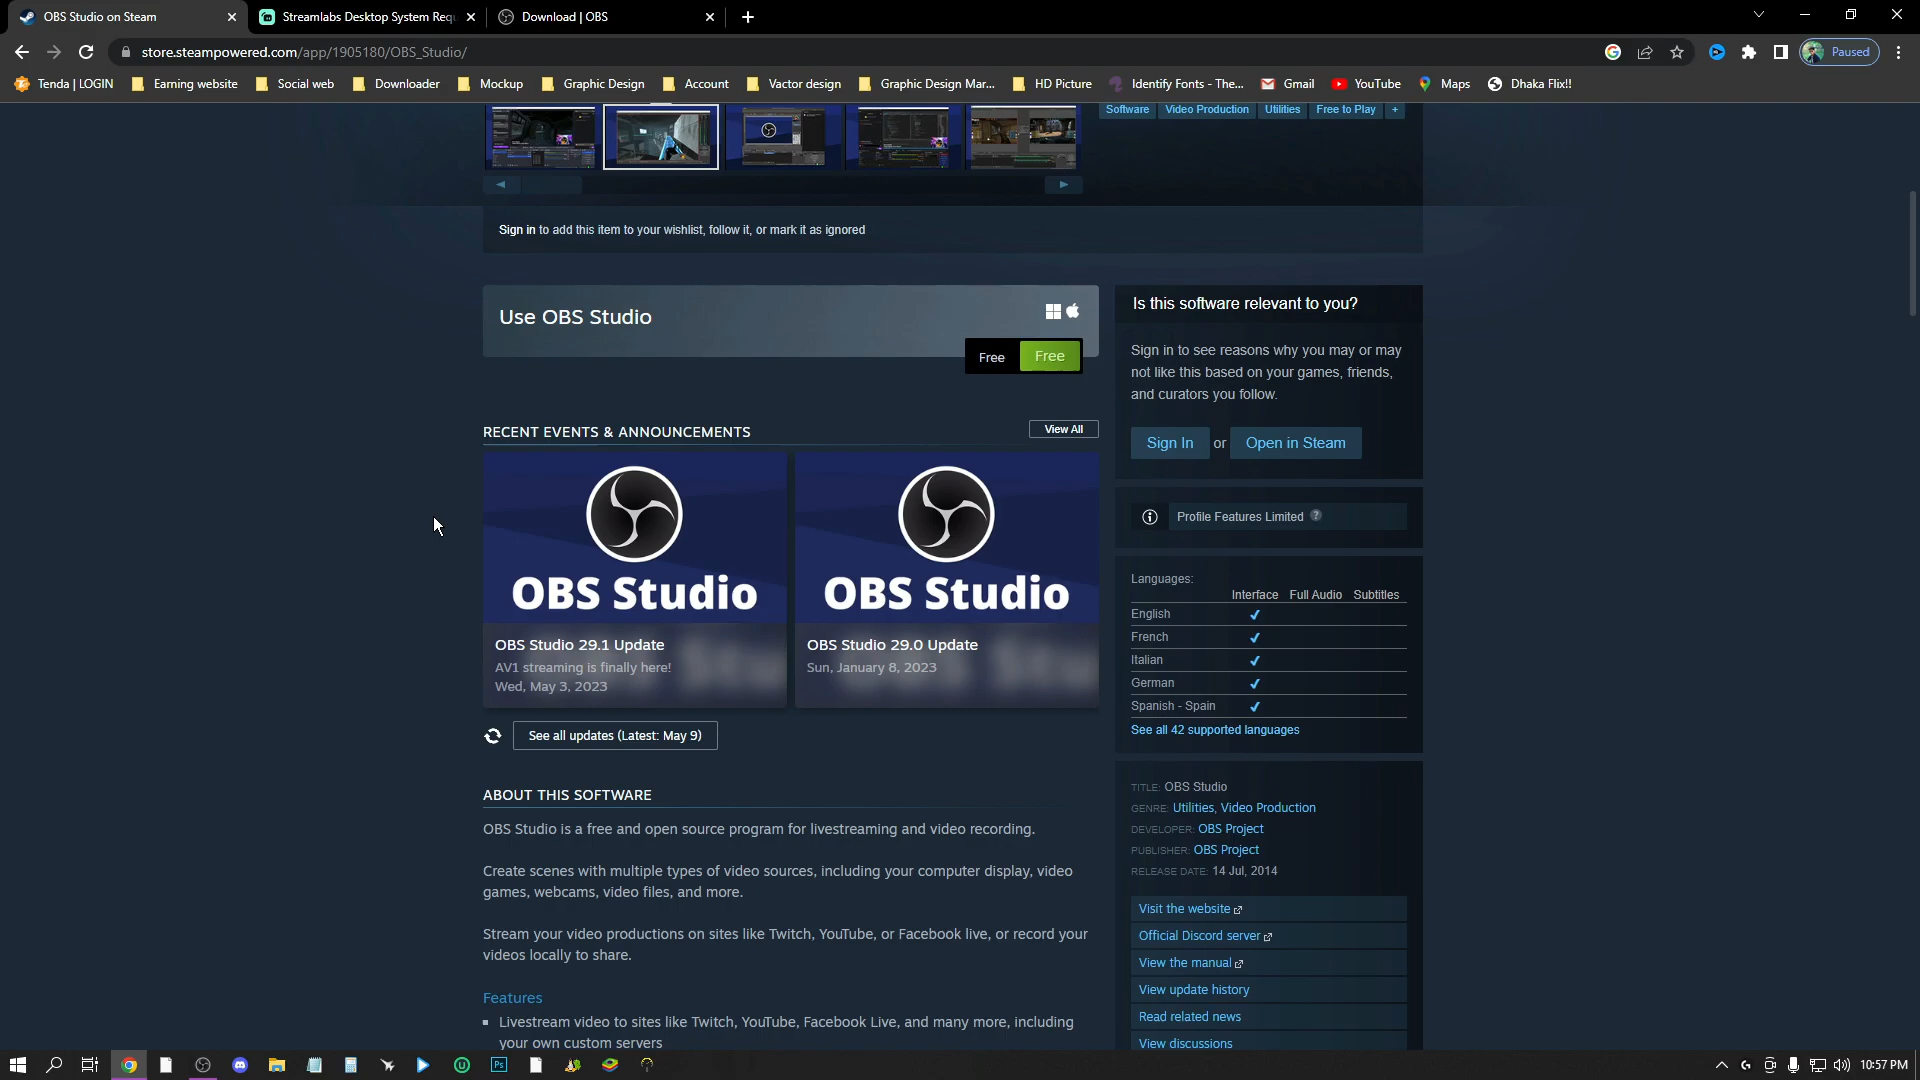 OBS Studio on Steam
Streamlabs Desktop System Requ
Download | OBS
store.steampowered.com/app/1905180/OBS_Studio/
Paused
Tenda | LOGIN
Earning website
Social web
Downloader
Mockup
Graphic Design
Account
Vactor design
Graphic Design Mar...
HD Picture
Identify Fonts - The...
Gmail
YouTube
Maps
Dhaka Flix!!
Software
Video Production
Utilities
Free to Play
+
Sign in to add this item to your wishlist, follow it, or mark it as ignored
Use OBS Studio
Free
Free
Is this software relevant to you?
Sign in to see reasons why you may or may
not like this based on your games, friends,
and curators you follow.
Sign In or Open in Steam
RECENT EVENTS & ANNOUNCEMENTS
View All
OBS Studio
OBS Studio 29.1 Update
AV1 streaming is finally here!
Wed, May 3, 2023
OBS Studio
OBS Studio 29.0 Update
Sun, January 8, 2023
See all updates (Latest: May 9)
Profile Features Limited ?
Languages:
Interface Full Audio Subtitles
English ✔
French ✔
Italian ✔
German ✔
Spanish - Spain ✔
See all 42 supported languages
ABOUT THIS SOFTWARE
OBS Studio is a free and open source program for livestreaming and video recording.
Create scenes with multiple types of video sources, including your computer display, video
games, webcams, video files, and more.
Stream your video productions on sites like Twitch, YouTube, or Facebook live, or record your
videos locally to share.
Features
Livestream video to sites like Twitch, YouTube, Facebook Live, and many more, including
your own custom servers
TITLE: OBS Studio
GENRE: Utilities, Video Production
DEVELOPER: OBS Project
PUBLISHER: OBS Project
RELEASE DATE: 14 Jul, 2014
Visit the website
Official Discord server
View the manual
View update history
Read related news
View discussions
Ps
10:57 PM